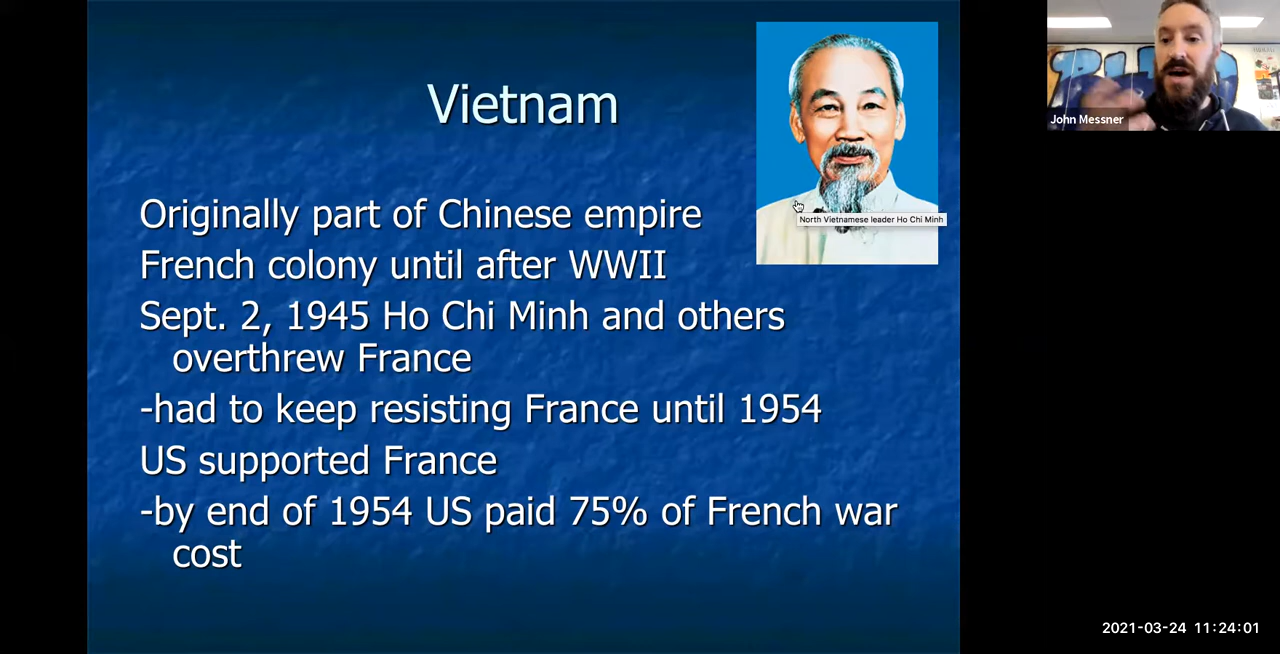 Vietnam
Originally part of Chinese empire
French colony until after WWII
Sept. 2, 1945 Ho Chi Minh and others
overthrew France
-had to keep resisting France until 1954
US supported France
-by end of 1954 US paid 75% of French war
cost
North Vietnamese leader Ho Chi Minh
John Messner
2021-03-24 11:24:01